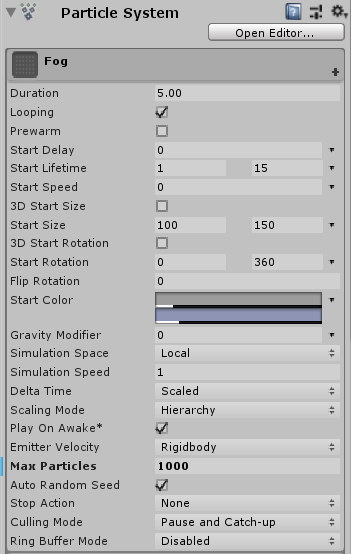 Particle System
Open Editor...
Fog
Duration 5.00
Looping
Prewarm
Start Delay 0
Start Lifetime 1 15
Start Speed 0
3D Start Size
Start Size 100 150
3D Start Rotation
Start Rotation 0 360
Flip Rotation 0
Start Color
Gravity Modifier 0
Simulation Space Local
Simulation Speed 1
Delta Time Scaled
Scaling Mode Hierarchy
Play On Awake*
Emitter Velocity Rigidbody
Max Particles 1000
Auto Random Seed
Stop Action None
Culling Mode Pause and Catch-up
Ring Buffer Mode Disabled